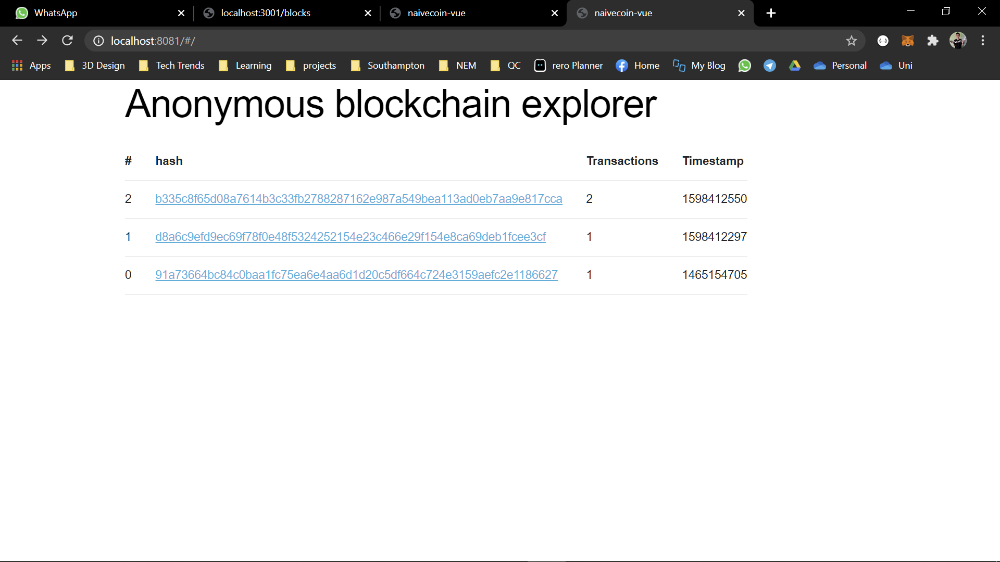 WhatsApp localhost:3001/blocks naivecoin-vue naivecoin-vue
localhost:8081/#/
Apps 3D Design Tech Trends Learning projects Southampton NEM QC rero Planner Home My Blog Personal Uni
Anonymous blockchain explorer
# hash Transactions Timestamp
2 b335c8f65d08a7614b3c33fb2788287162e987a549bea113ad0eb7aa9e817cca 2 1598412550
1 d8a6c9efd9ec69f78f0e48f5324252154e23c466e29f154e8ca69deb1fcee3cf 1 1598412297
0 91a73664bc84c0baa1fc75ea6e4aa6d1d20c5df664c724e3159aefc2e1186627 1 1465154705